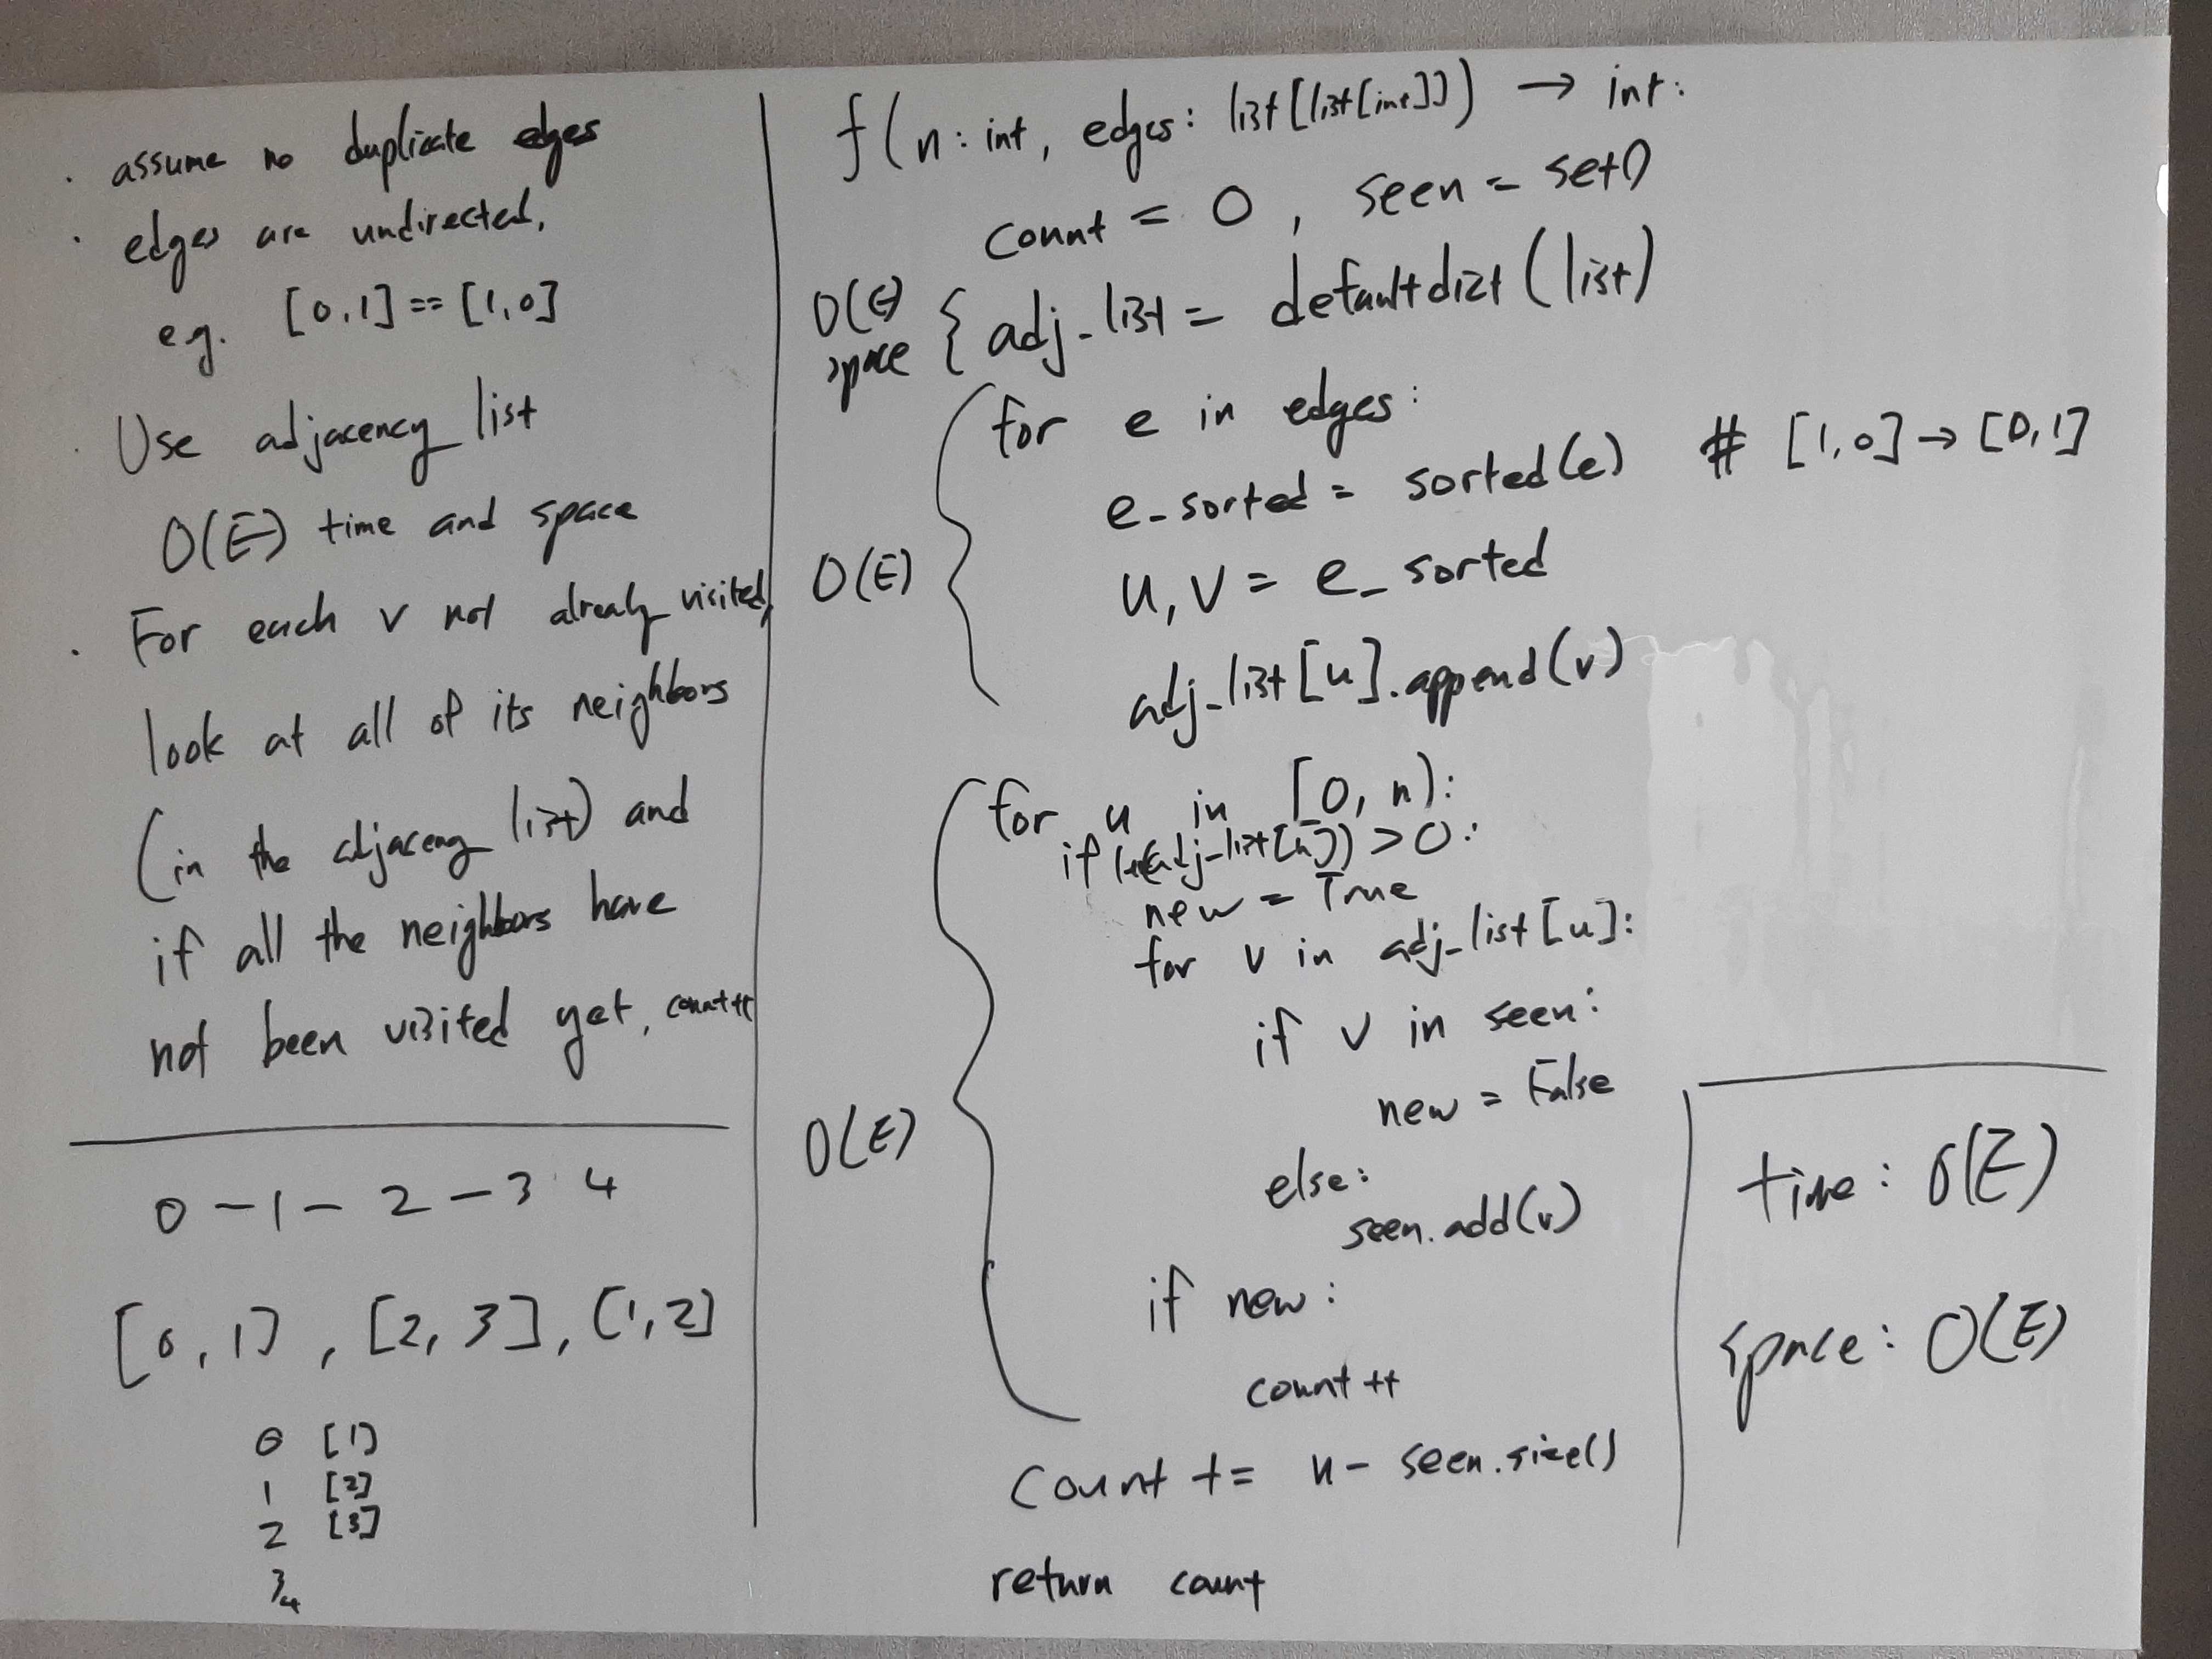 · assume no duplicate edges
· edges are undirected,
e.g. [0,1] == [1,0]
· Use adjacency list
O(E) time and space
· For each v not already visited,
look at all of its neighbors
(in the adjaceny list) and
if all the neighbors have
not been visited yet, count++
0 - 1 - 2 - 3 4
[0,1], [2,3], [1,2]
0 [1]
1 [2]
2 [3]
3
4
f(n: int, edges: list[list[int]]) → int:
count = 0, seen = set()
O(E) space { adj_list = defaultdict(list)
for e in edges:
e_sorted = sorted(e) # [1,0] → [0,1]
O(E)
u, v = e_sorted
adj_list[u].append(v)
for u in [0, n):
if len(adj_list[u]) > 0:
new = True
for v in adj_list[u]:
if v in seen:
new = False
O(E)
else:
seen.add(v)
if new:
count ++
count += n - seen.size()
return count
time: O(E)
space: O(E)